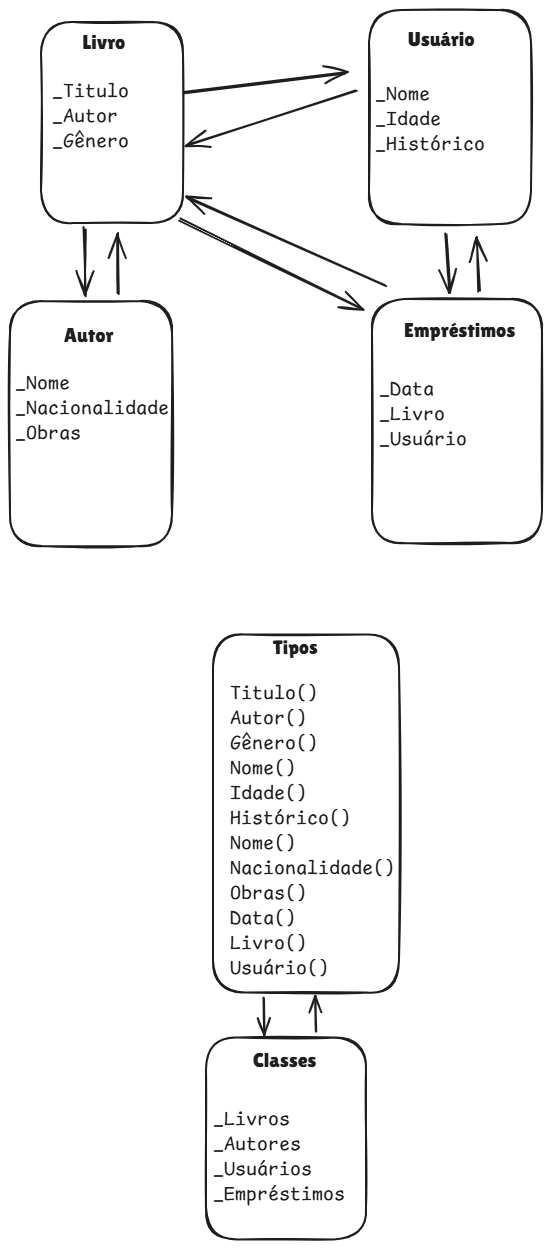 Livro
_Titulo
_Autor
_Gênero
Usuário
_Nome
_Idade
_Histórico
Autor
_Nome
_Nacionalidade
_Obras
Empréstimos
_Data
_Livro
_Usuário
Tipos
Titulo()
Autor()
Gênero()
Nome()
Idade()
Histórico()
Nome()
Nacionalidade()
Obras()
Data()
Livro()
Usuário()
Classes
_Livros
_Autores
_Usuários
_Empréstimos